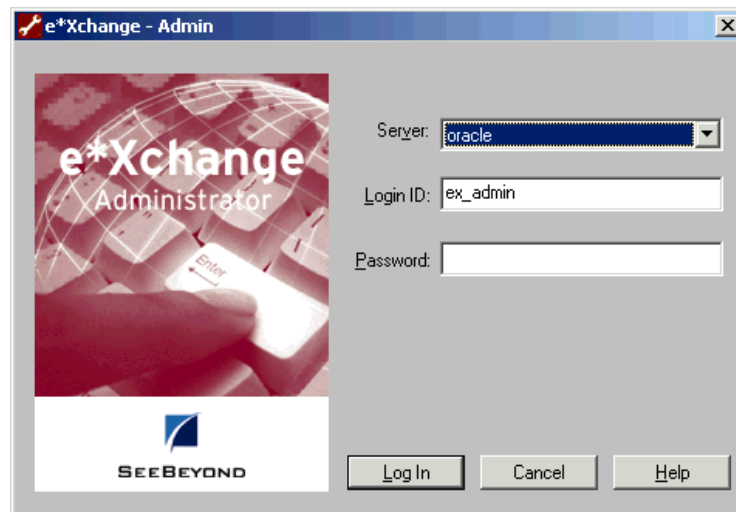 e*Xchange - Admin
e*Xchange
Administrator
Enter
SEEBEYOND
Server: oracle
Login ID: ex_admin
Password:
Log In Cancel Help